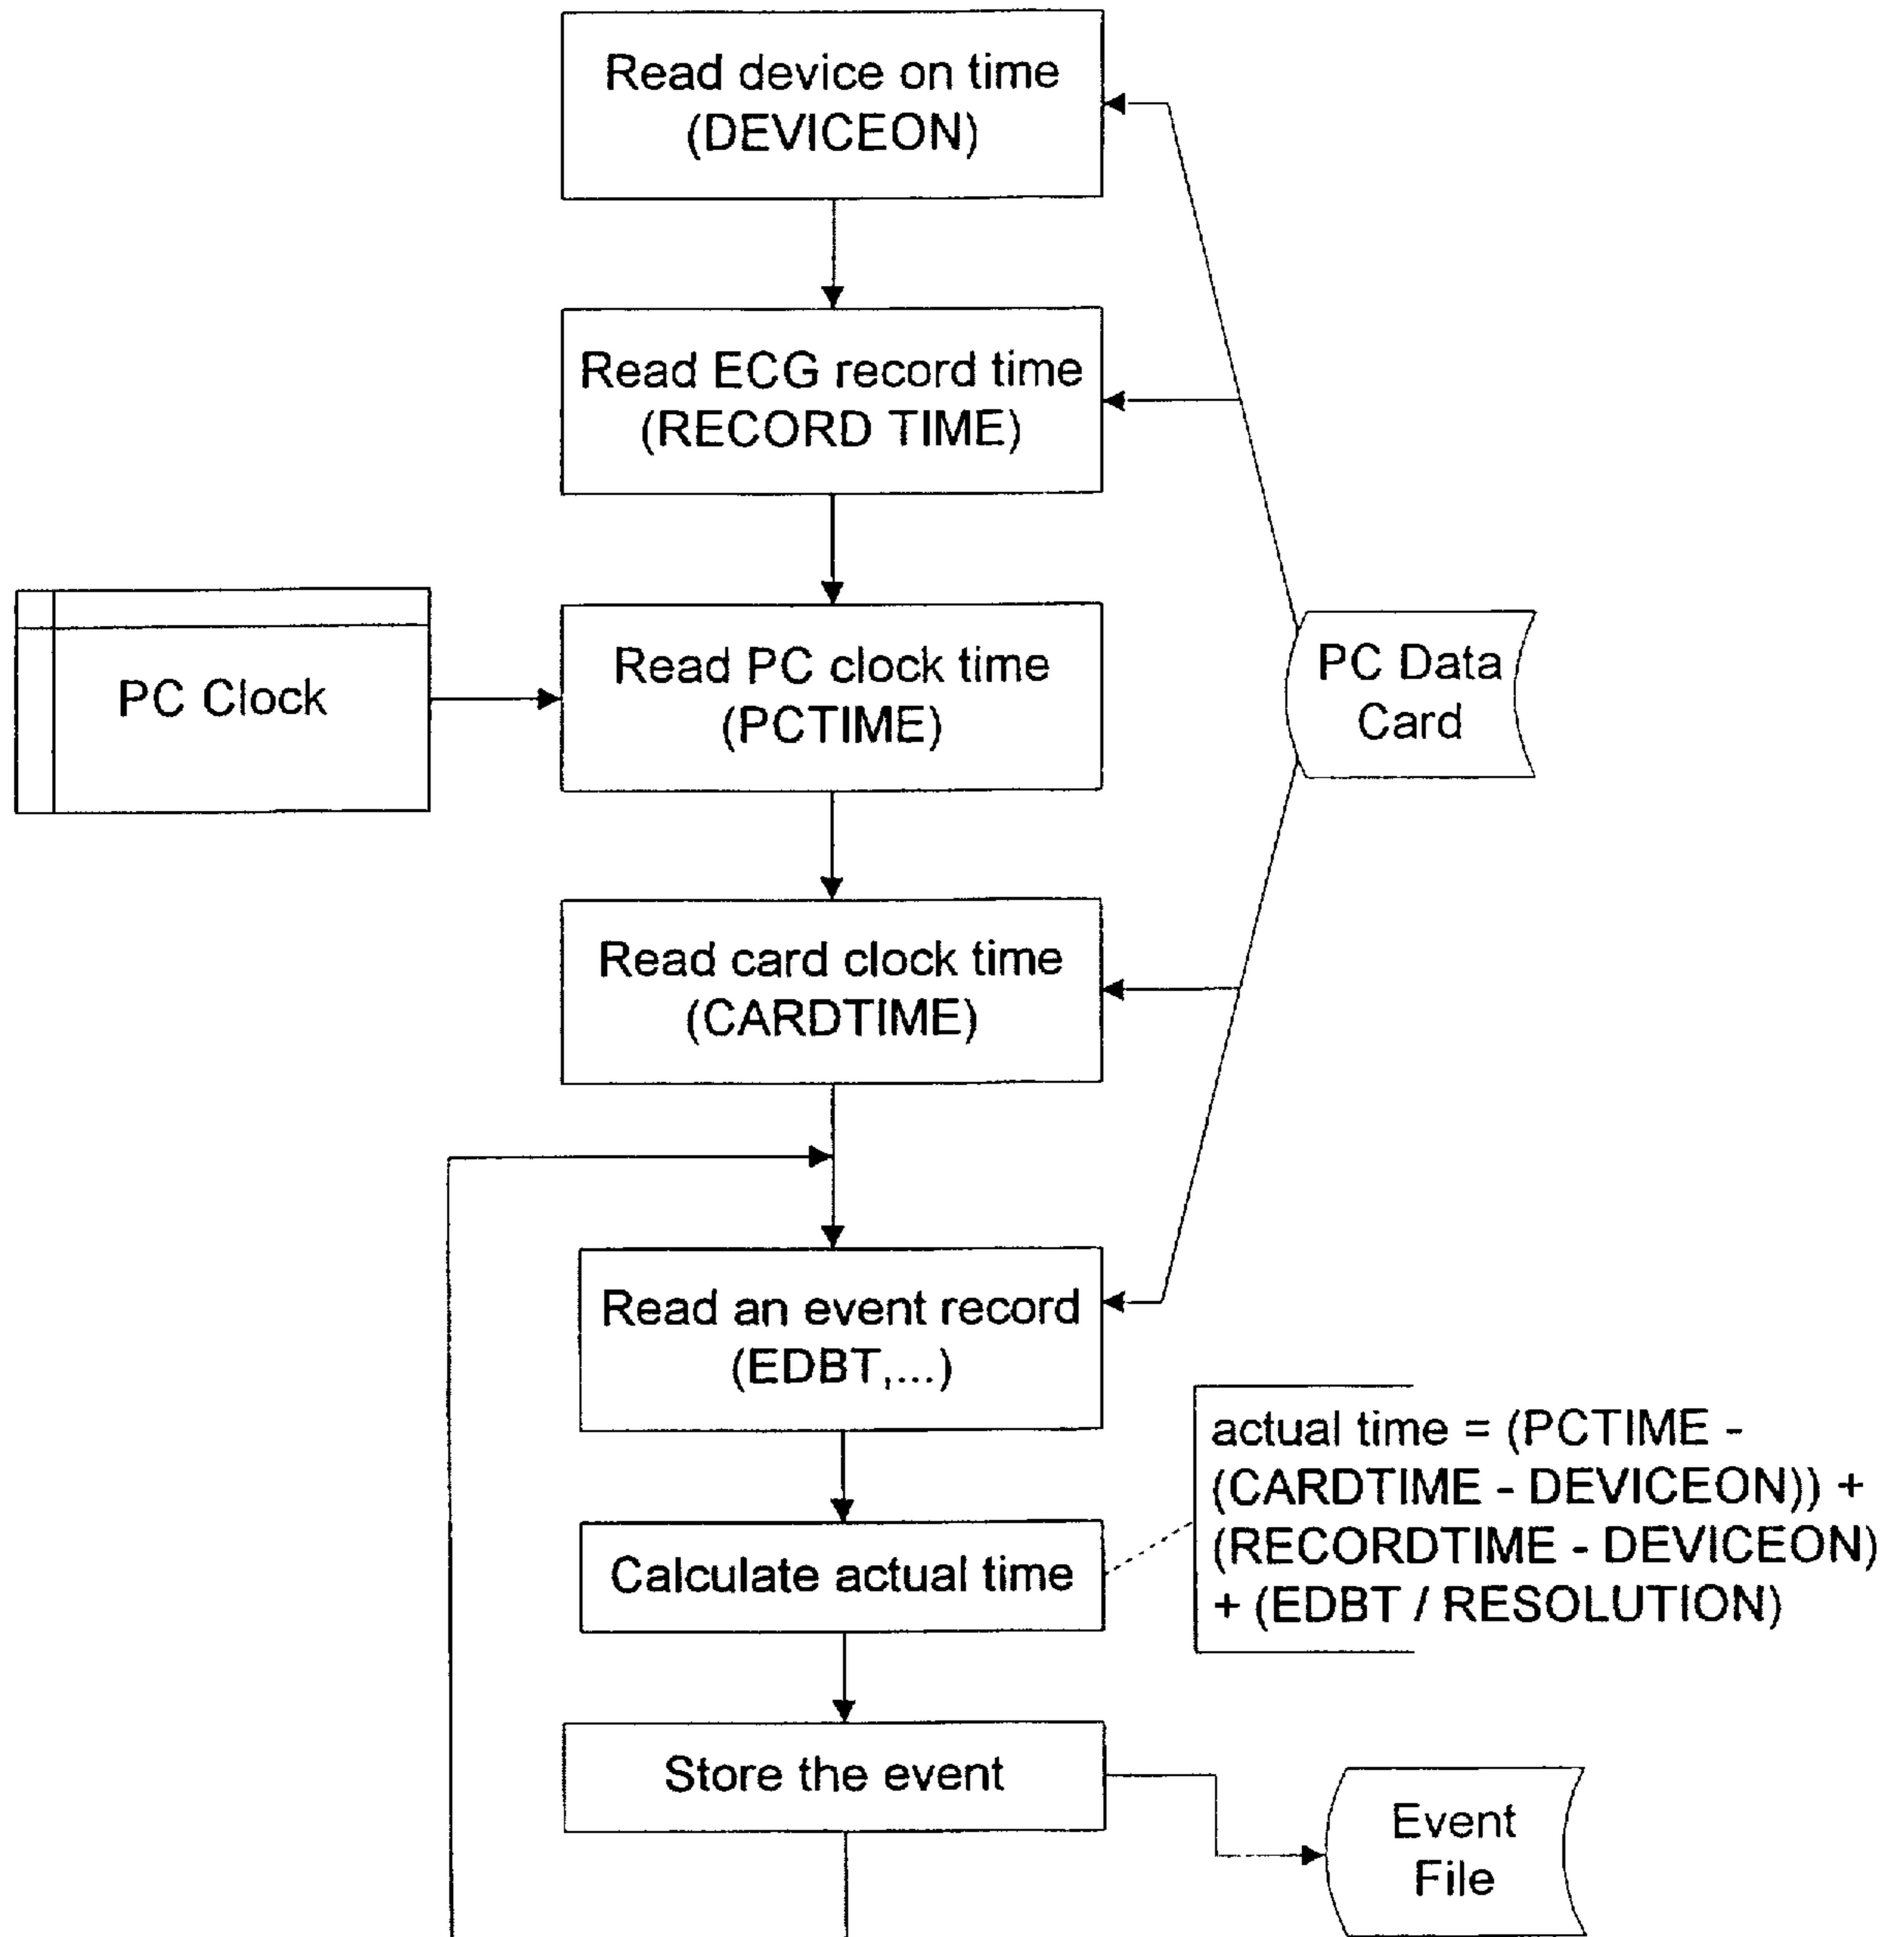 Read device on time
(DEVICEON)
Read ECG record time
(RECORD TIME)
PC Clock
Read PC clock time
(PCTIME)
PC Data
Card
Read card clock time
(CARDTIME)
Read an event record
(EDBT,...)
actual time = (PCTIME -
(CARDTIME - DEVICEON)) +
(RECORDTIME - DEVICEON)
+ (EDBT / RESOLUTION)
Calculate actual time
Store the event
Event
File